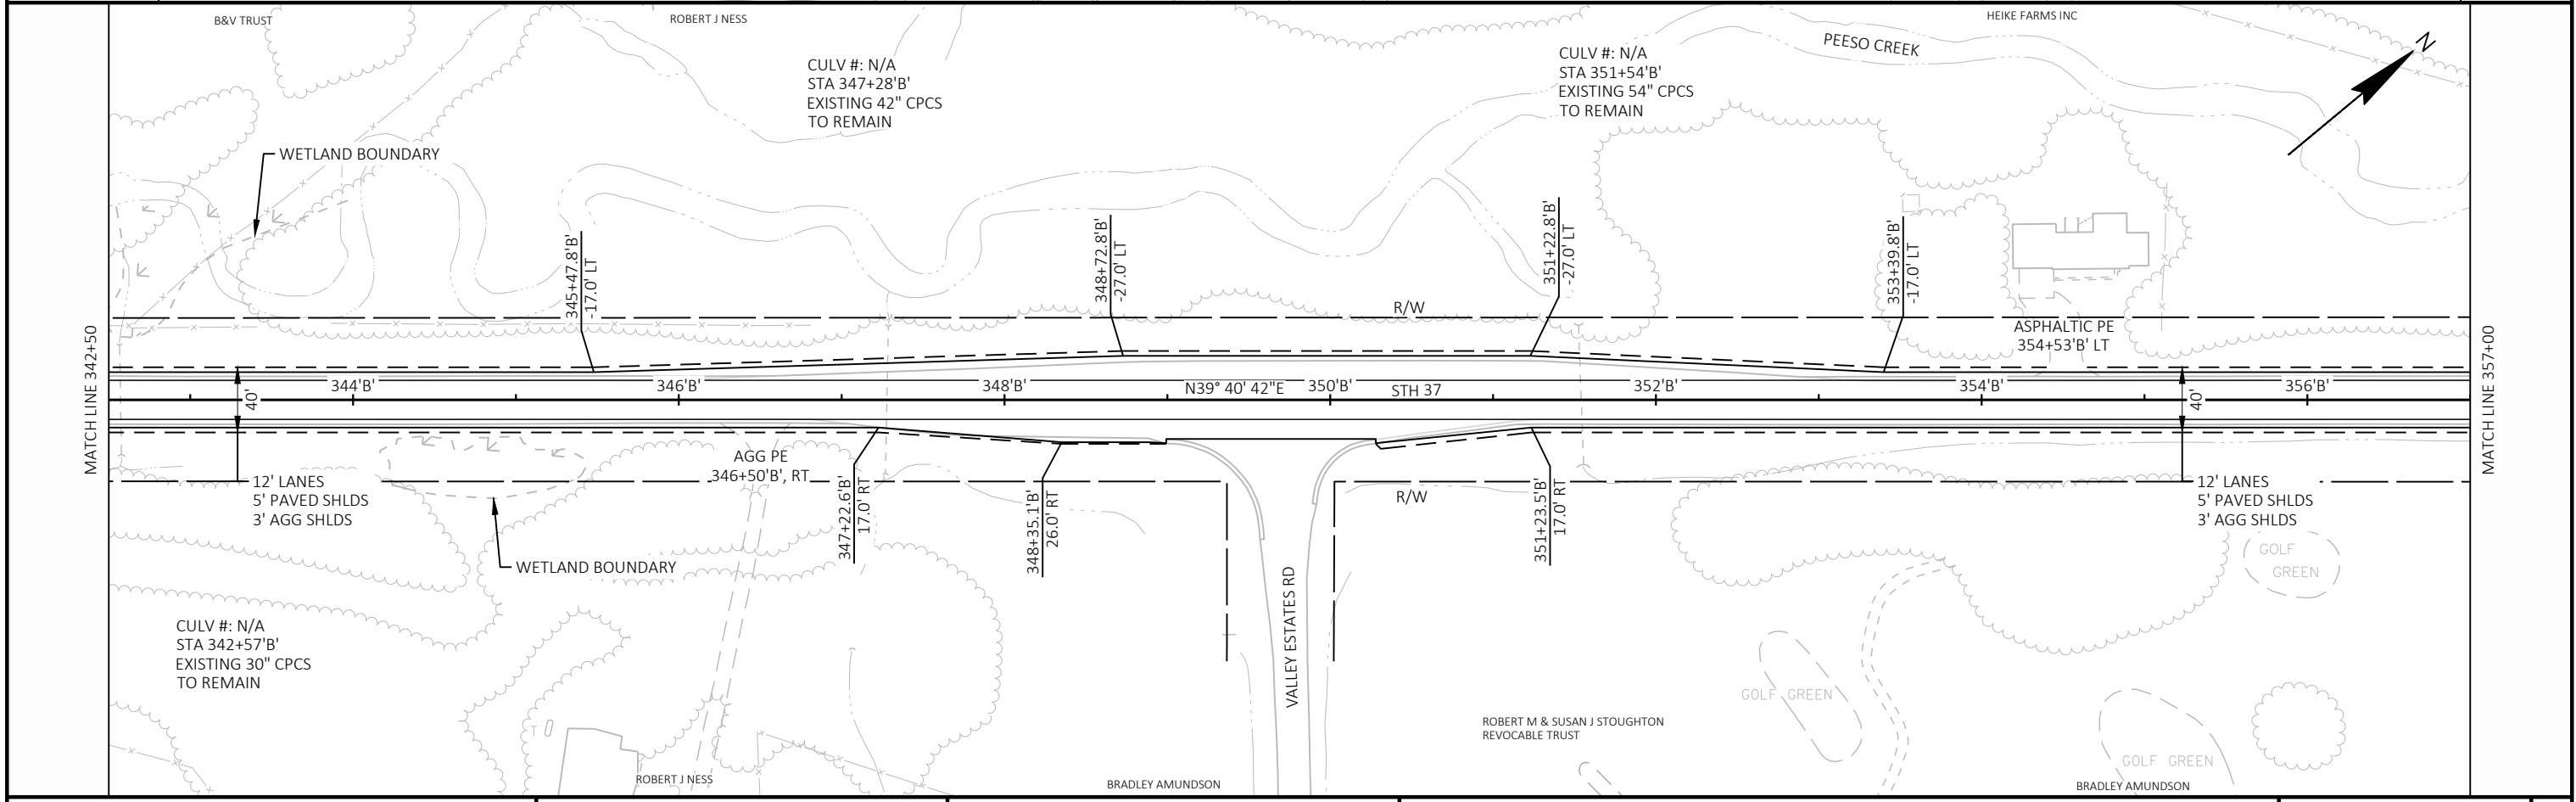 B&V TRUST
ROBERT J NESS
HEIKE FARMS INC
PEESO CREEK
N
CULV #: N/A
STA 347+28'B'
EXISTING 42" CPCS
TO REMAIN
CULV #: N/A
STA 351+54'B'
EXISTING 54" CPCS
TO REMAIN
WETLAND BOUNDARY
345+47.8'B'
-17.0' LT
348+72.8'B'
-27.0' LT
351+22.8'B'
-27.0' LT
353+39.8'B'
-17.0' LT
R/W
ASPHALTIC PE
354+53'B' LT
MATCH LINE 342+50
MATCH LINE 357+00
344'B'
346'B'
348'B'
N39° 40' 42"E
350'B'
STH 37
352'B'
354'B'
356'B'
40'
40'
12' LANES
5' PAVED SHLDS
3' AGG SHLDS
AGG PE
346+50'B', RT
347+22.6'B'
17.0' RT
348+35.1'B'
26.0' RT
R/W
351+23.5'B'
17.0' RT
12' LANES
5' PAVED SHLDS
3' AGG SHLDS
WETLAND BOUNDARY
GOLF
GREEN
VALLEY ESTATES RD
CULV #: N/A
STA 342+57'B'
EXISTING 30" CPCS
TO REMAIN
GOLF GREEN
ROBERT M & SUSAN J STOUGHTON
REVOCABLE TRUST
GOLF GREEN
ROBERT J NESS
BRADLEY AMUNDSON
BRADLEY AMUNDSON